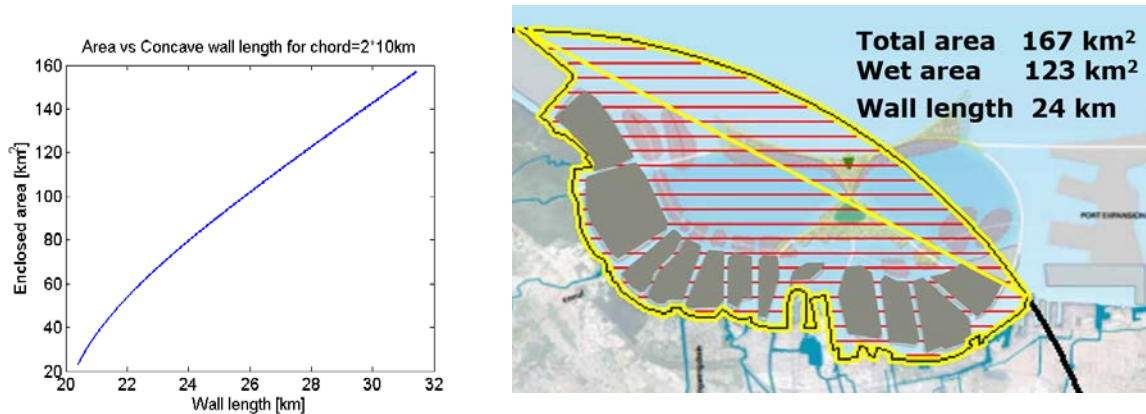 Area vs Concave wall length for chord=2*10km
160
140
120
100
80
60
40
20
20 22 24 26 28 30 32
Enclosed area [km²]
Wall length [km]
Total area 167 km²
Wet area 123 km²
Wall length 24 km
PORT EXPANSION